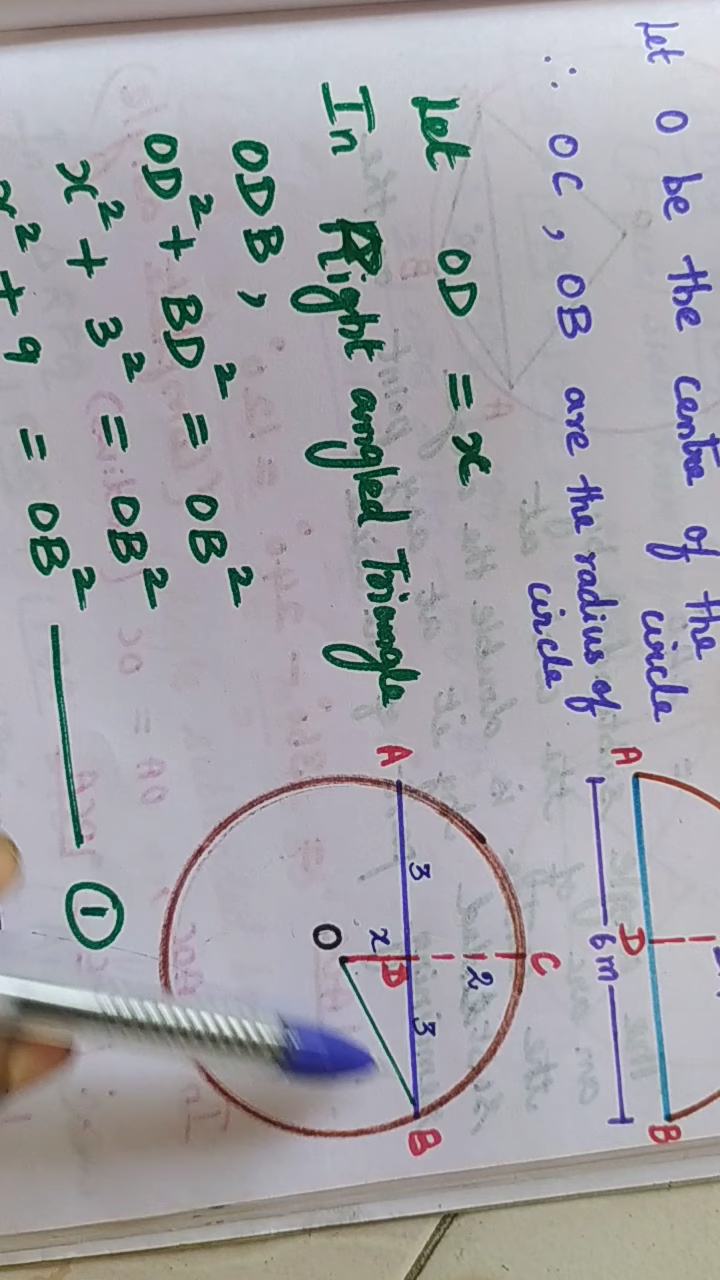 Let O be the centre of the
circle
∴ OC, OB are the radius of
circle
Let OD = x
In Right angled Triangle
ODB,
OD² + BD² = OB²
x² + 3² = OB²
x² + 9 = OB² ——— ①
A
D
B
6m
A
3
D
3
B
C
2
x
O